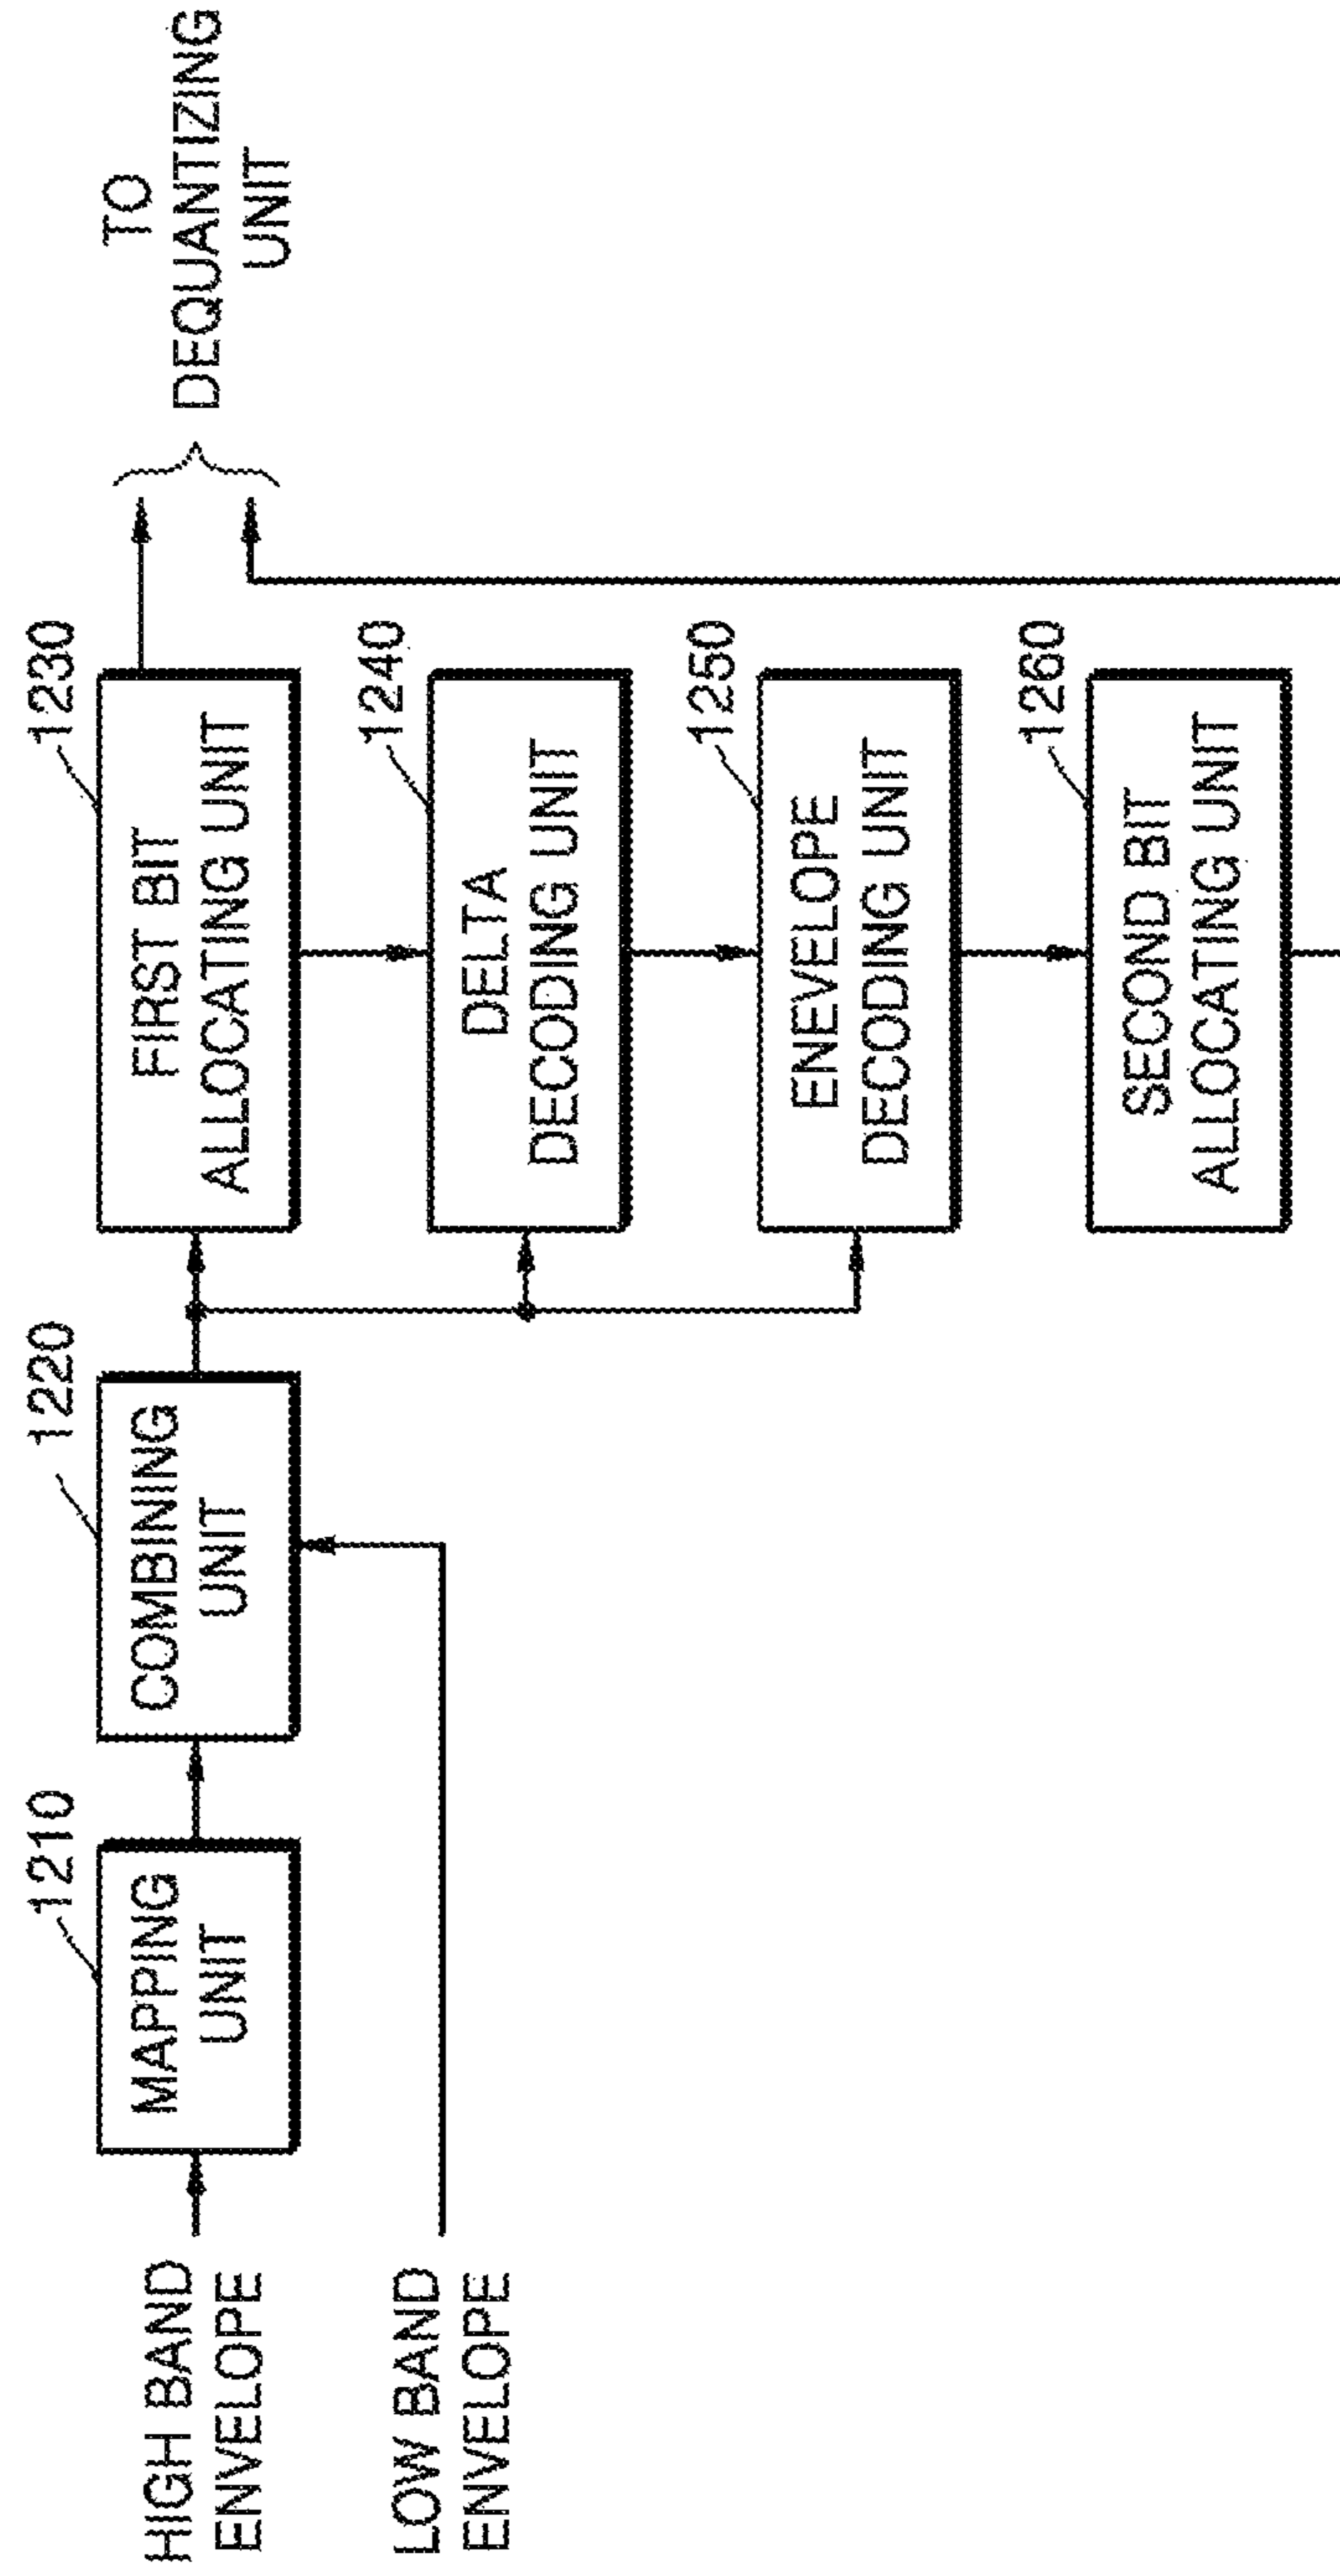 HIGH BAND
ENVELOPE
LOW BAND
ENVELOPE
1210
MAPPING
UNIT
1220
COMBINING
UNIT
1230
FIRST BIT
ALLOCATING UNIT
1240
DELTA
DECODING UNIT
1250
ENEVELOPE
DECODING UNIT
1260
SECOND BIT
ALLOCATING UNIT
TO
DEQUANTIZING
UNIT